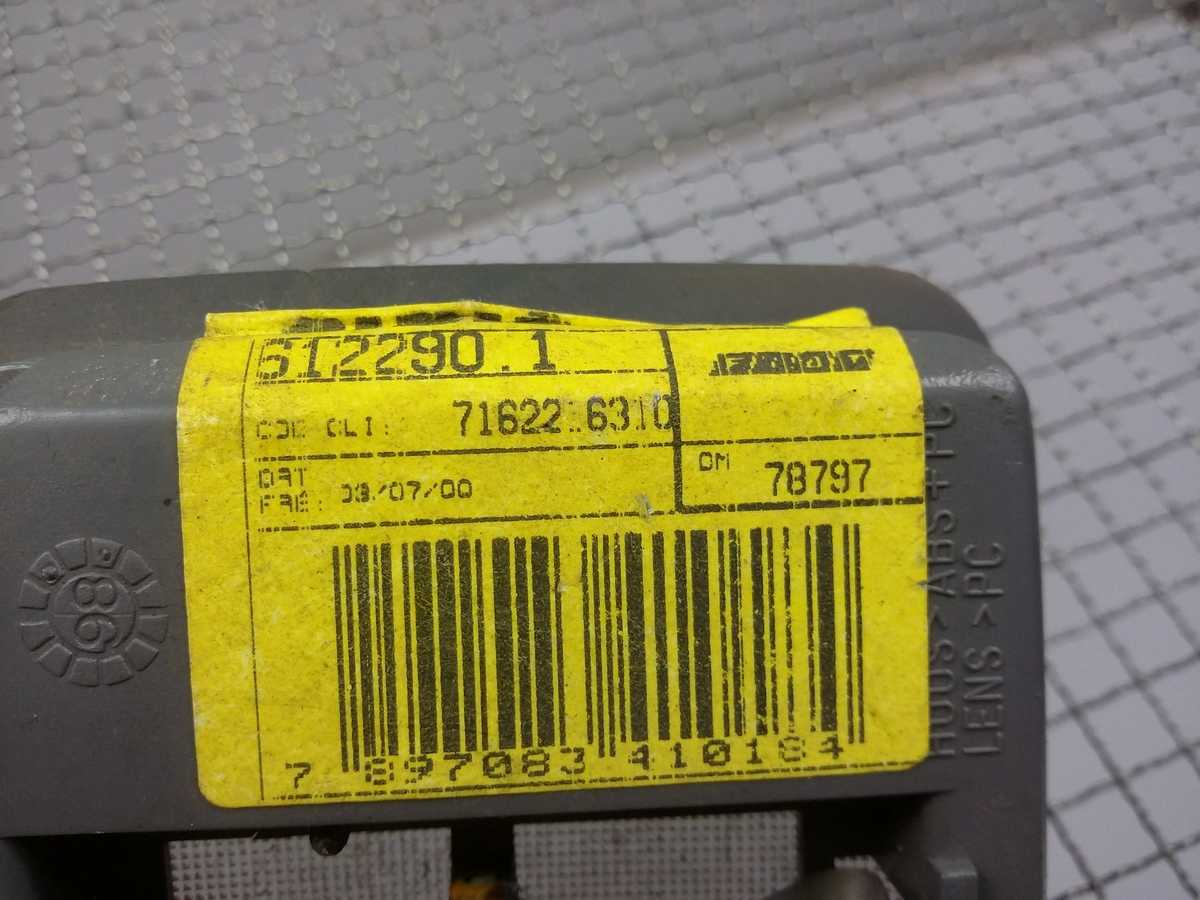 612290.1
COD CLI: 71622.6310
DAT
FAB: 03/07/00
OM 78797
7 897083 410184
HOUS >ABS+PC
LENS >PC